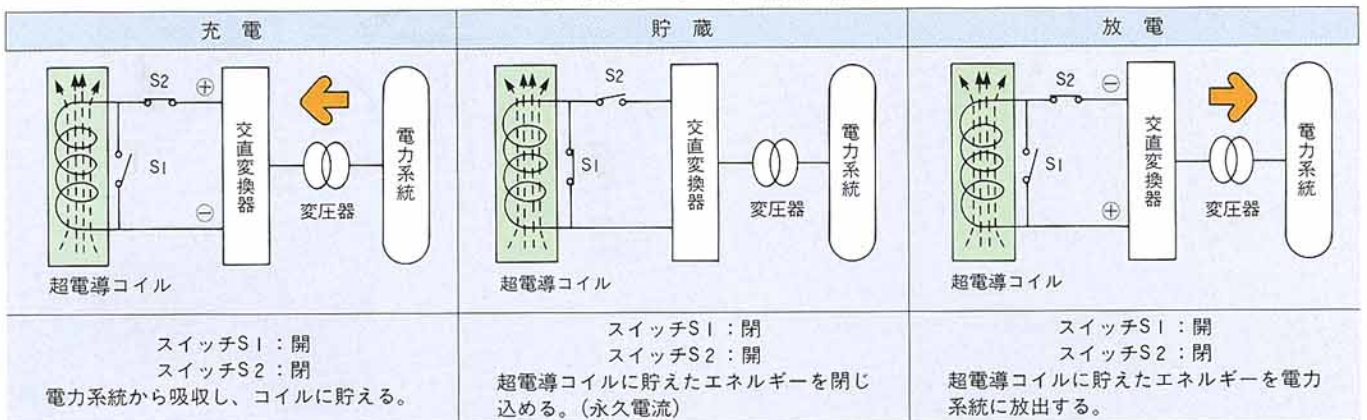 充電
S2
⊕
S1
⊖
交直変換器
変圧器
電力系統
超電導コイル
スイッチS1:開
スイッチS2:閉
電力系統から吸収し、コイルに貯える。
貯蔵
S2
S1
交直変換器
変圧器
電力系統
超電導コイル
スイッチS1:閉
スイッチS2:開
超電導コイルに貯えたエネルギーを閉じ
込める。(永久電流)
放電
S2
⊖
S1
⊕
交直変換器
変圧器
電力系統
超電導コイル
スイッチS1:開
スイッチS2:閉
超電導コイルに貯えたエネルギーを電力
系統に放出する。